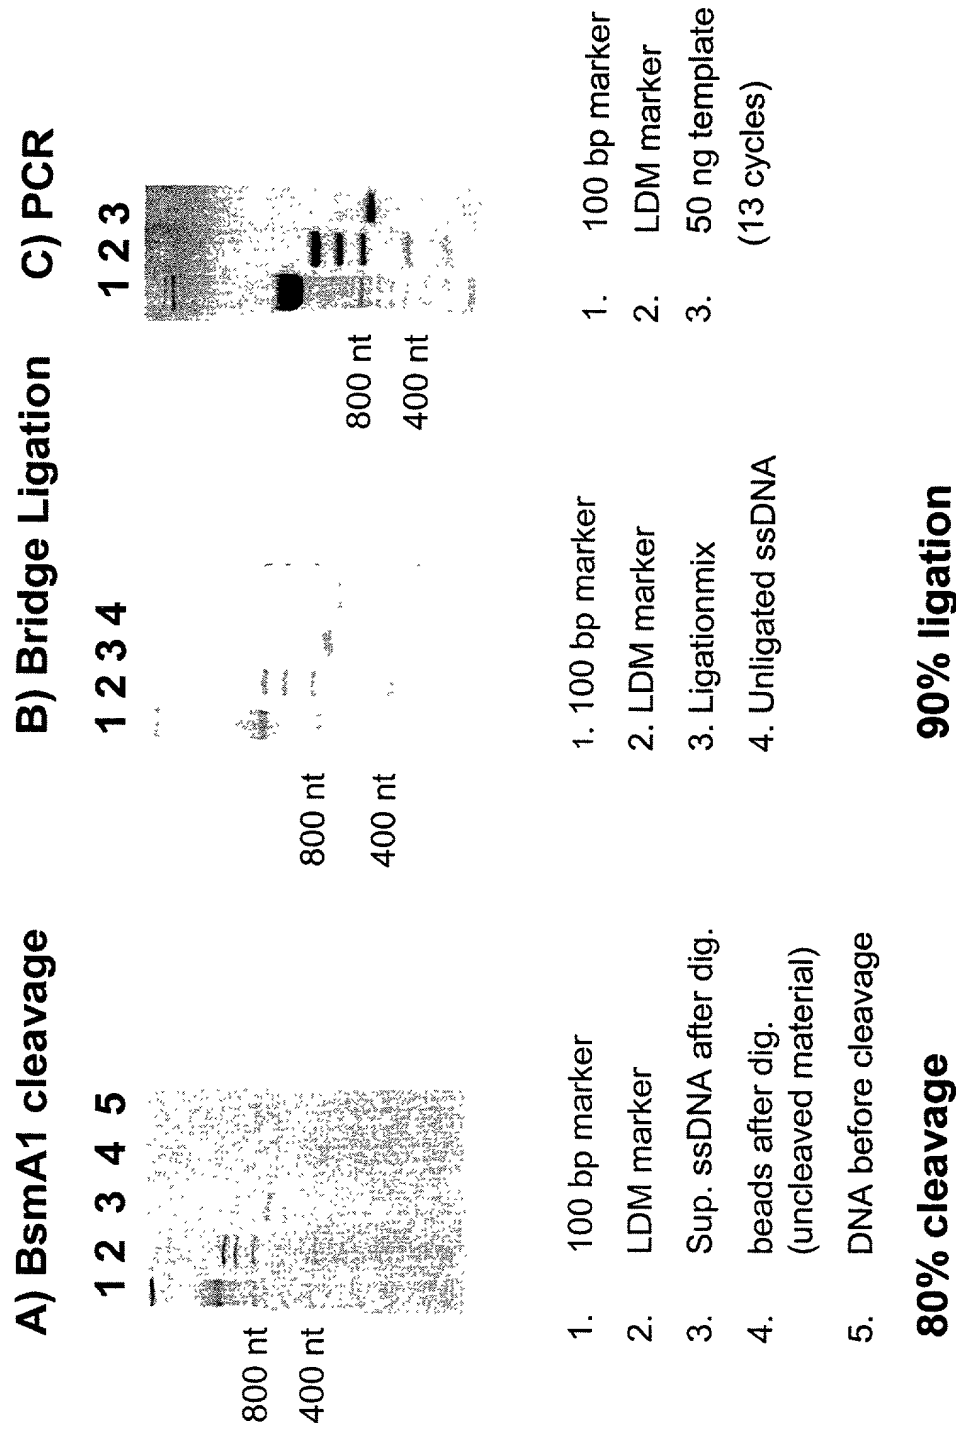 A) BsmA1 cleavage
1 2 3 4 5
800 nt
400 nt
1. 100 bp marker
2. LDM marker
3. Sup. ssDNA after dig.
4. beads after dig.
(uncleaved material)
5. DNA before cleavage
80% cleavage
B) Bridge Ligation
1 2 3 4
800 nt
400 nt
1. 100 bp marker
2. LDM marker
3. Ligationmix
4. Unligated ssDNA
90% ligation
C) PCR
1 2 3
800 nt
400 nt
1. 100 bp marker
2. LDM marker
3. 50 ng template
(13 cycles)